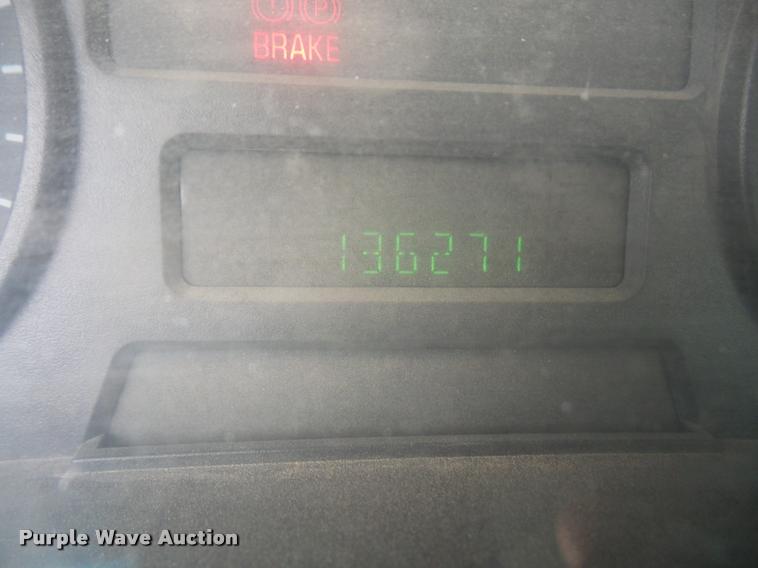 ! P
BRAKE
136271
Purple Wave Auction